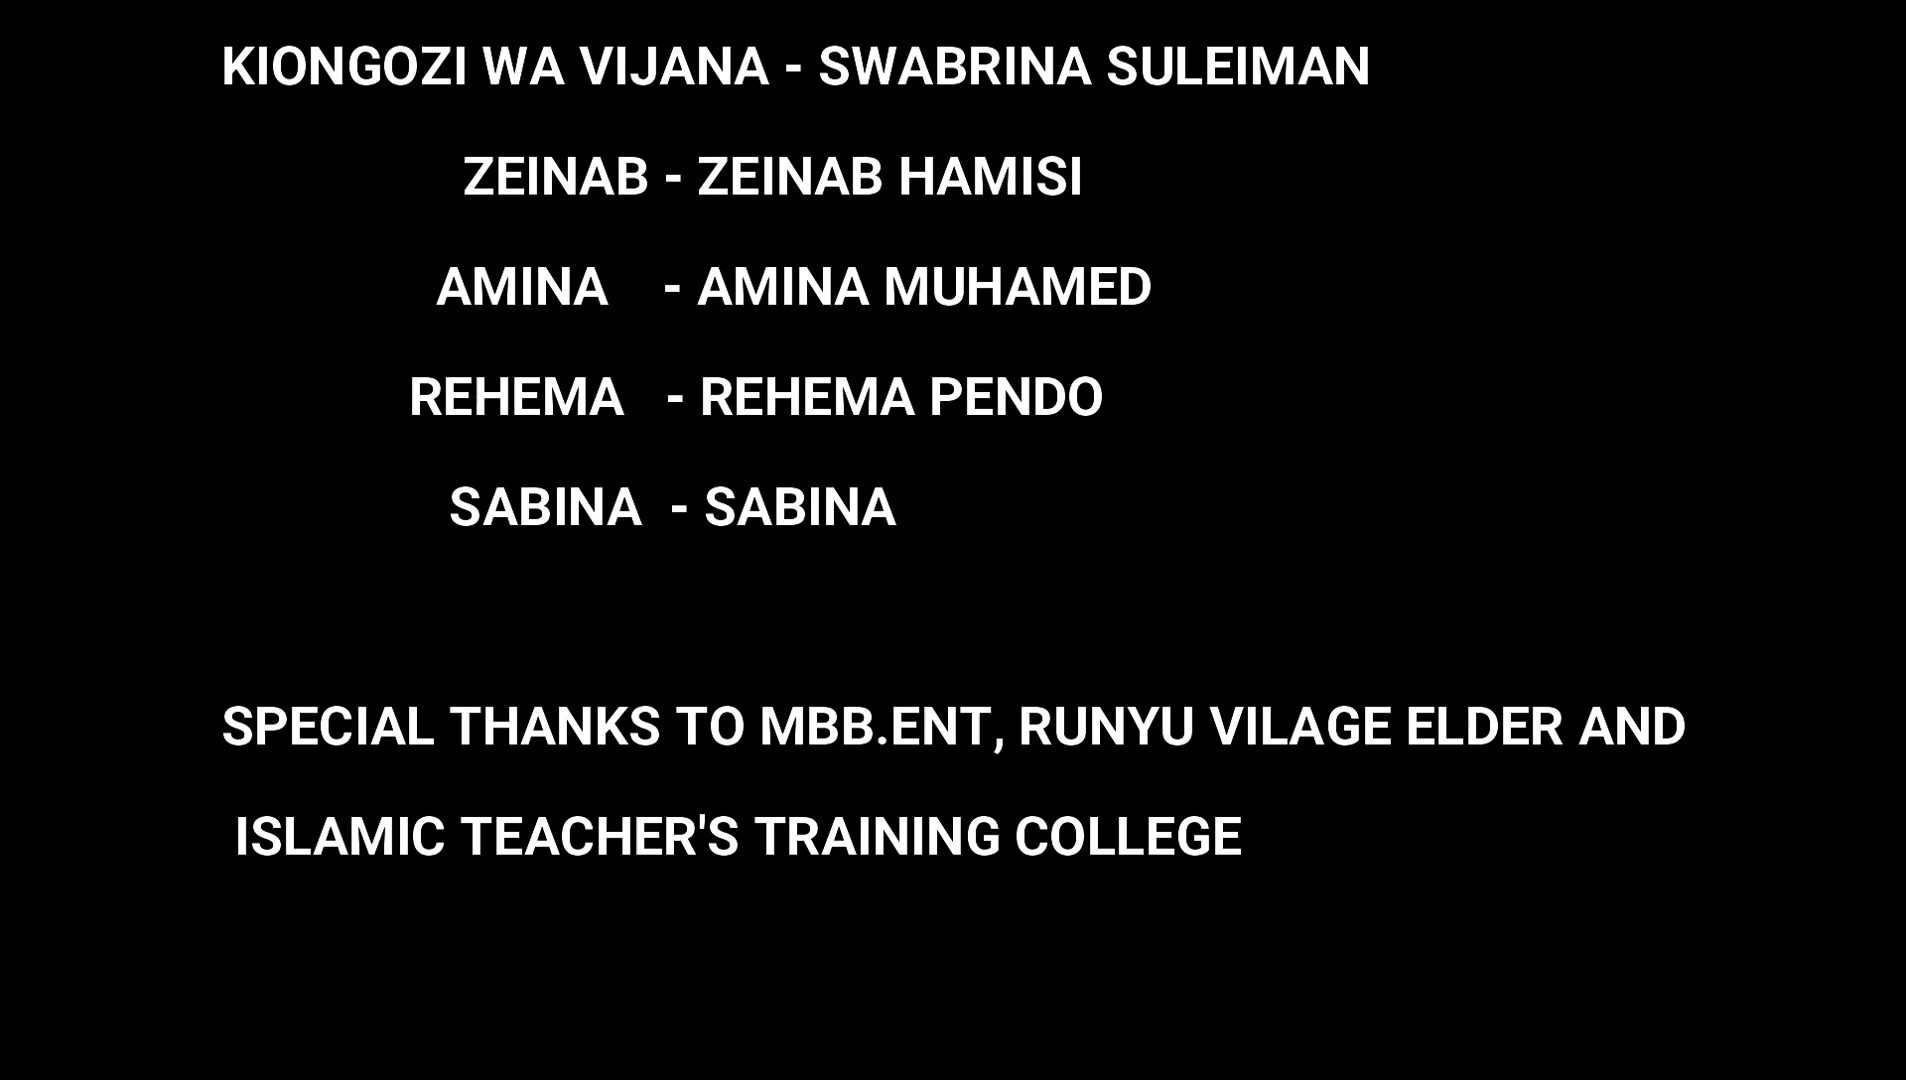 KIONGOZI WA VIJANA - SWABRINA SULEIMAN
ZEINAB - ZEINAB HAMISI
AMINA - AMINA MUHAMED
REHEMA - REHEMA PENDO
SABINA - SABINA
SPECIAL THANKS TO MBB.ENT, RUNYU VILAGE ELDER AND
ISLAMIC TEACHER'S TRAINING COLLEGE